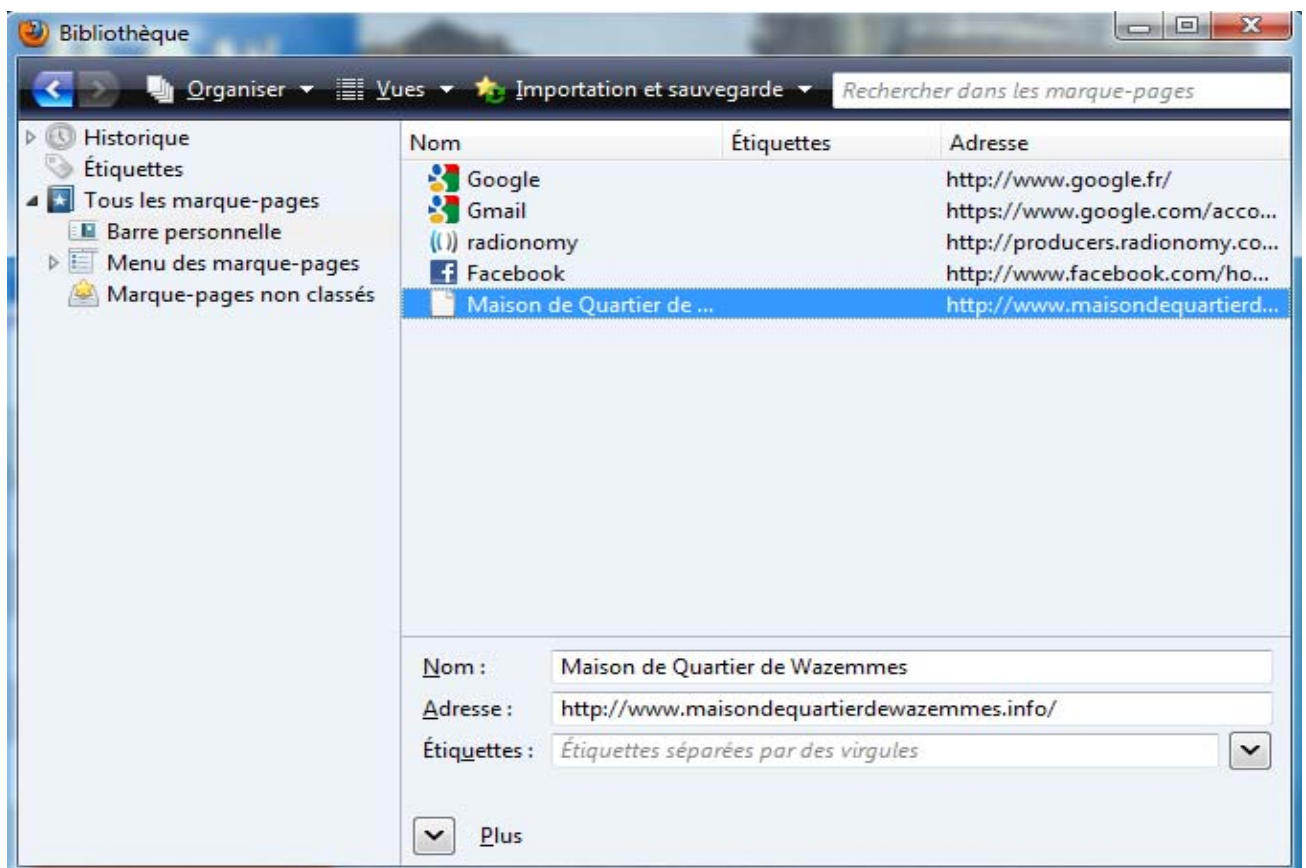 Bibliothèque
Organiser Vues Importation et sauvegarde Rechercher dans les marque-pages
Historique
Étiquettes
Tous les marque-pages
Barre personnelle
Menu des marque-pages
Marque-pages non classés
Nom Étiquettes Adresse
Google http://www.google.fr/
Gmail https://www.google.com/acco...
radionomy http://producers.radionomy.co...
Facebook http://www.facebook.com/ho...
Maison de Quartier de ... http://www.maisondequartierd...
Nom : Maison de Quartier de Wazemmes
Adresse : http://www.maisondequartierdewazemmes.info/
Étiquettes : Étiquettes séparées par des virgules
Plus